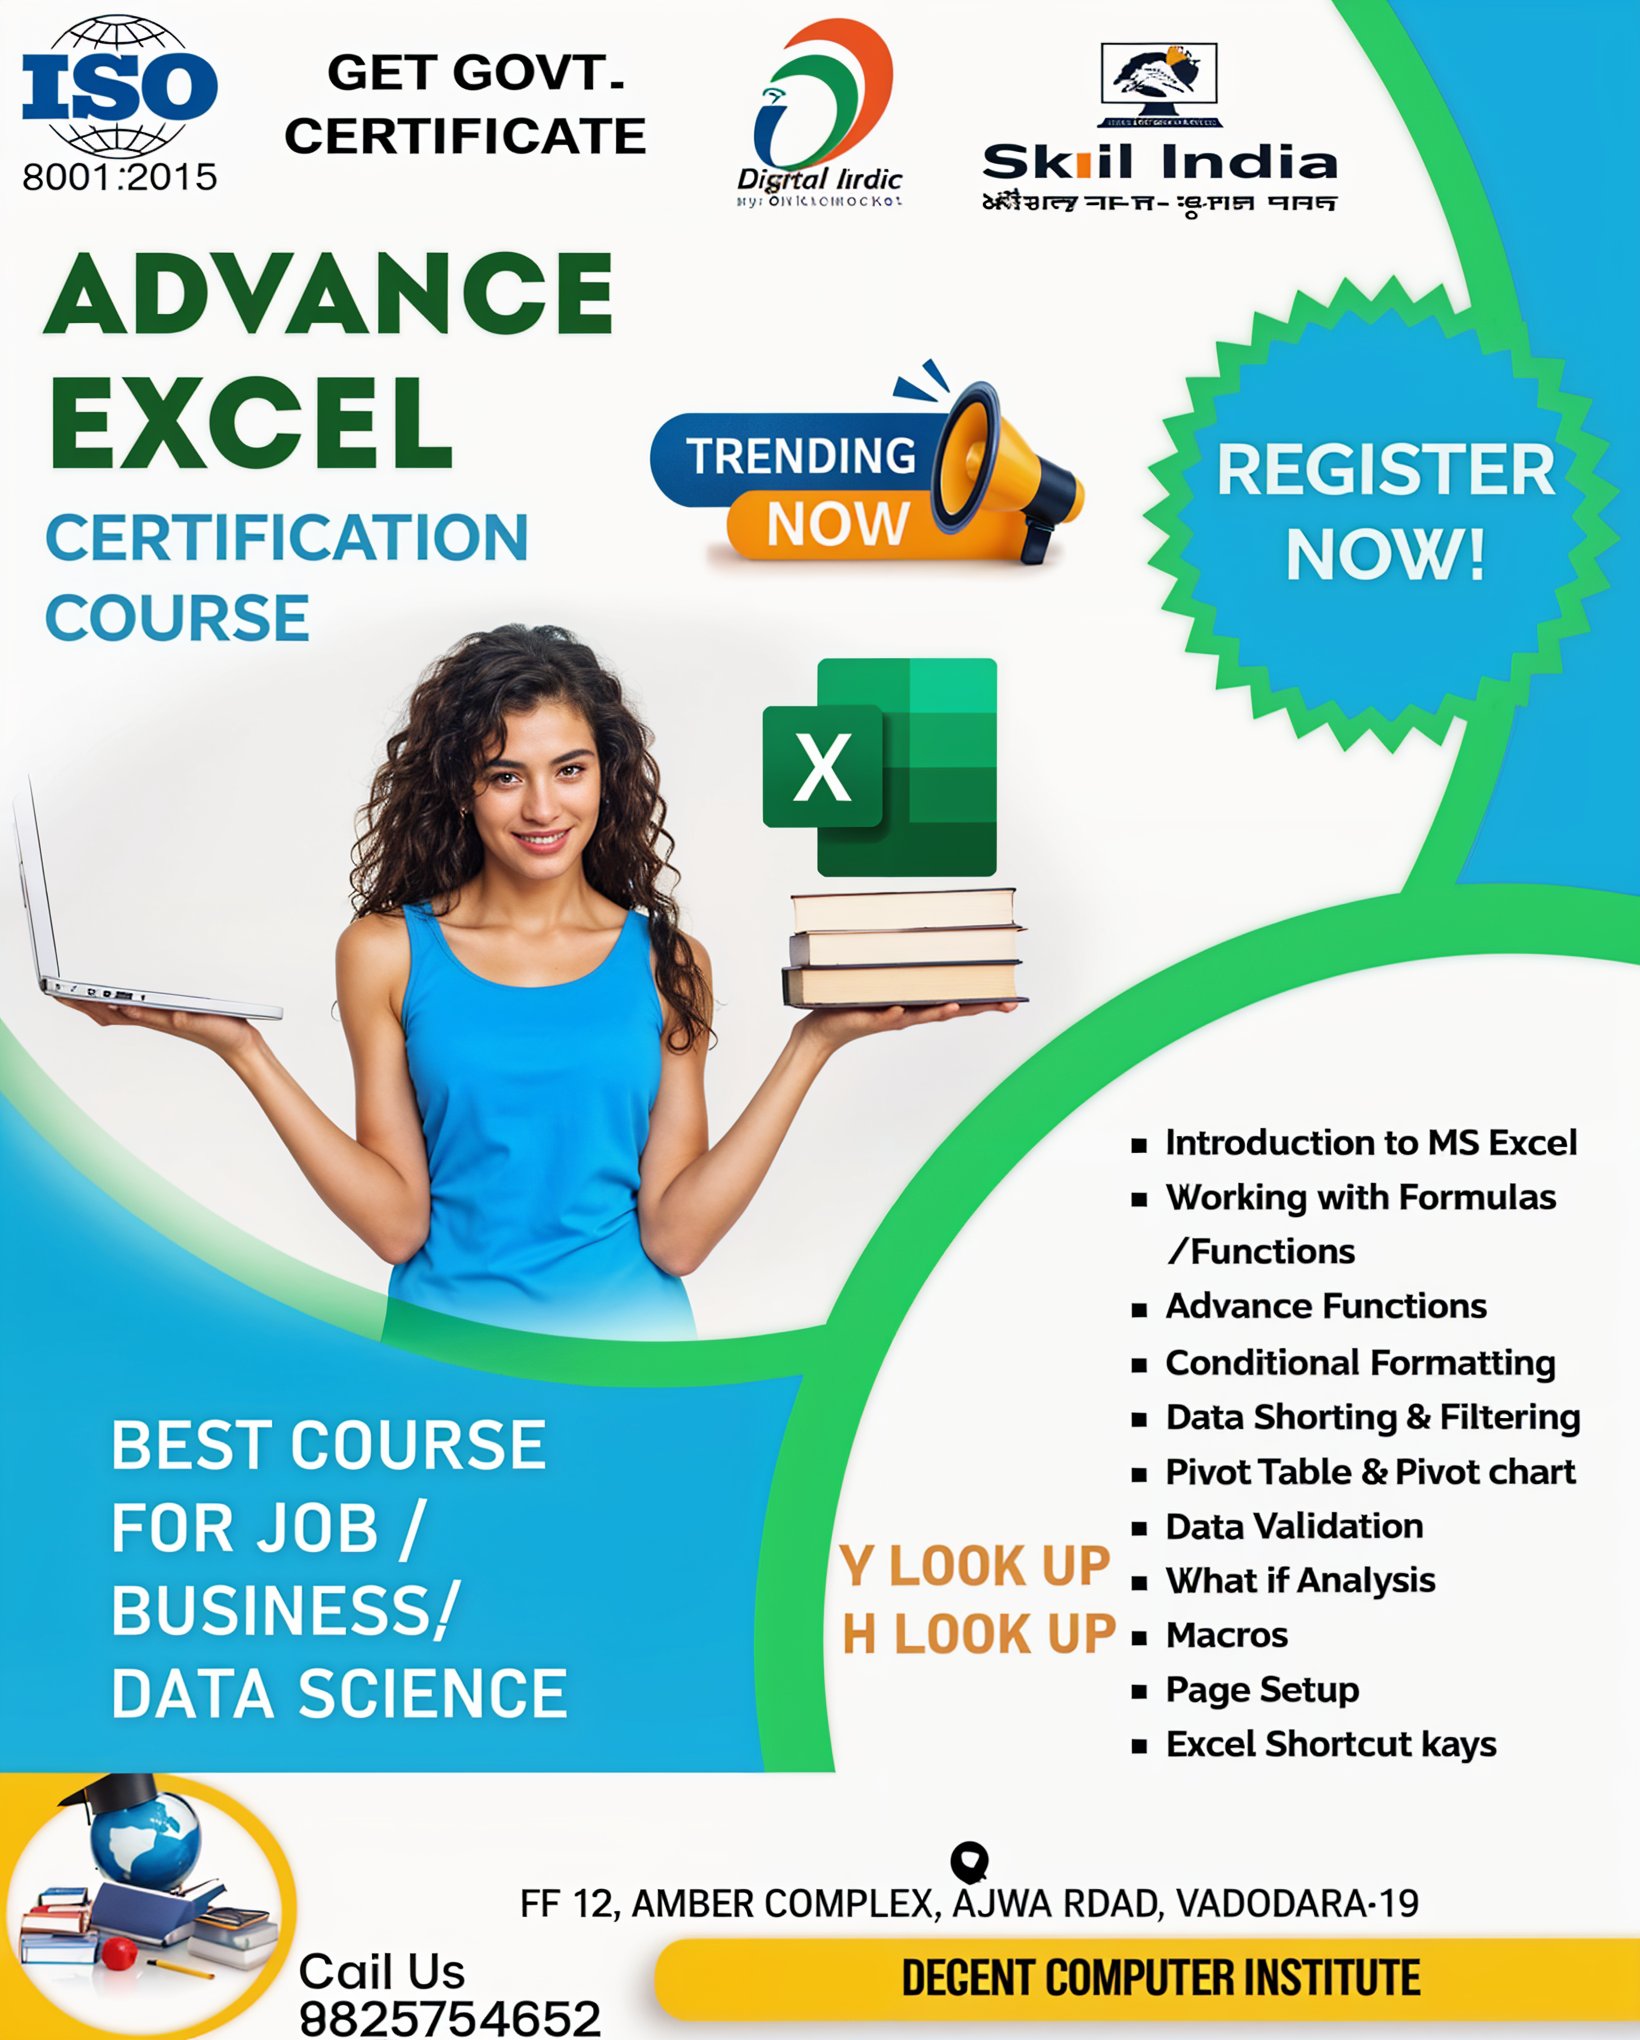 ISO
8001:2015
GET GOVT.
CERTIFICATE
Digital lirdic
Skiil India
ADVANCE
EXCEL
CERTIFICATION
COURSE
TRENDING
NOW
REGISTER
NOW!
X
Introduction to MS Excel
Working with Formulas
/Functions
Advance Functions
Conditional Formatting
Data Shorting & Filtering
Pivot Table & Pivot chart
Data Validation
What if Analysis
Macros
Page Setup
Excel Shortcut kays
Y LOOK UP
H LOOK UP
BEST COURSE
FOR JOB /
BUSINESS/
DATA SCIENCE
FF 12, AMBER COMPLEX, AJWA RDAD, VADODARA-19
Cail Us
9825754652
DECENT COMPUTER INSTITUTE